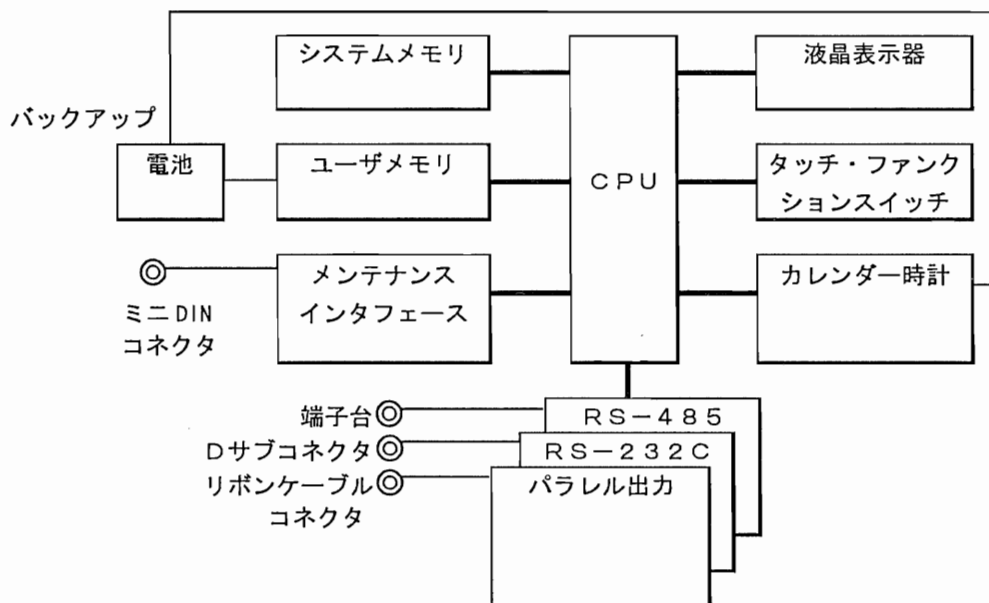 システムメモリ
液晶表示器
バックアップ
電池
ユーザメモリ
CPU
タッチ・ファンク
ションスイッチ
ミニDIN
コネクタ
メンテナンス
インタフェース
カレンダー時計
端子台
RS-485
Dサブコネクタ
RS-232C
リボンケーブル
コネクタ
パラレル出力